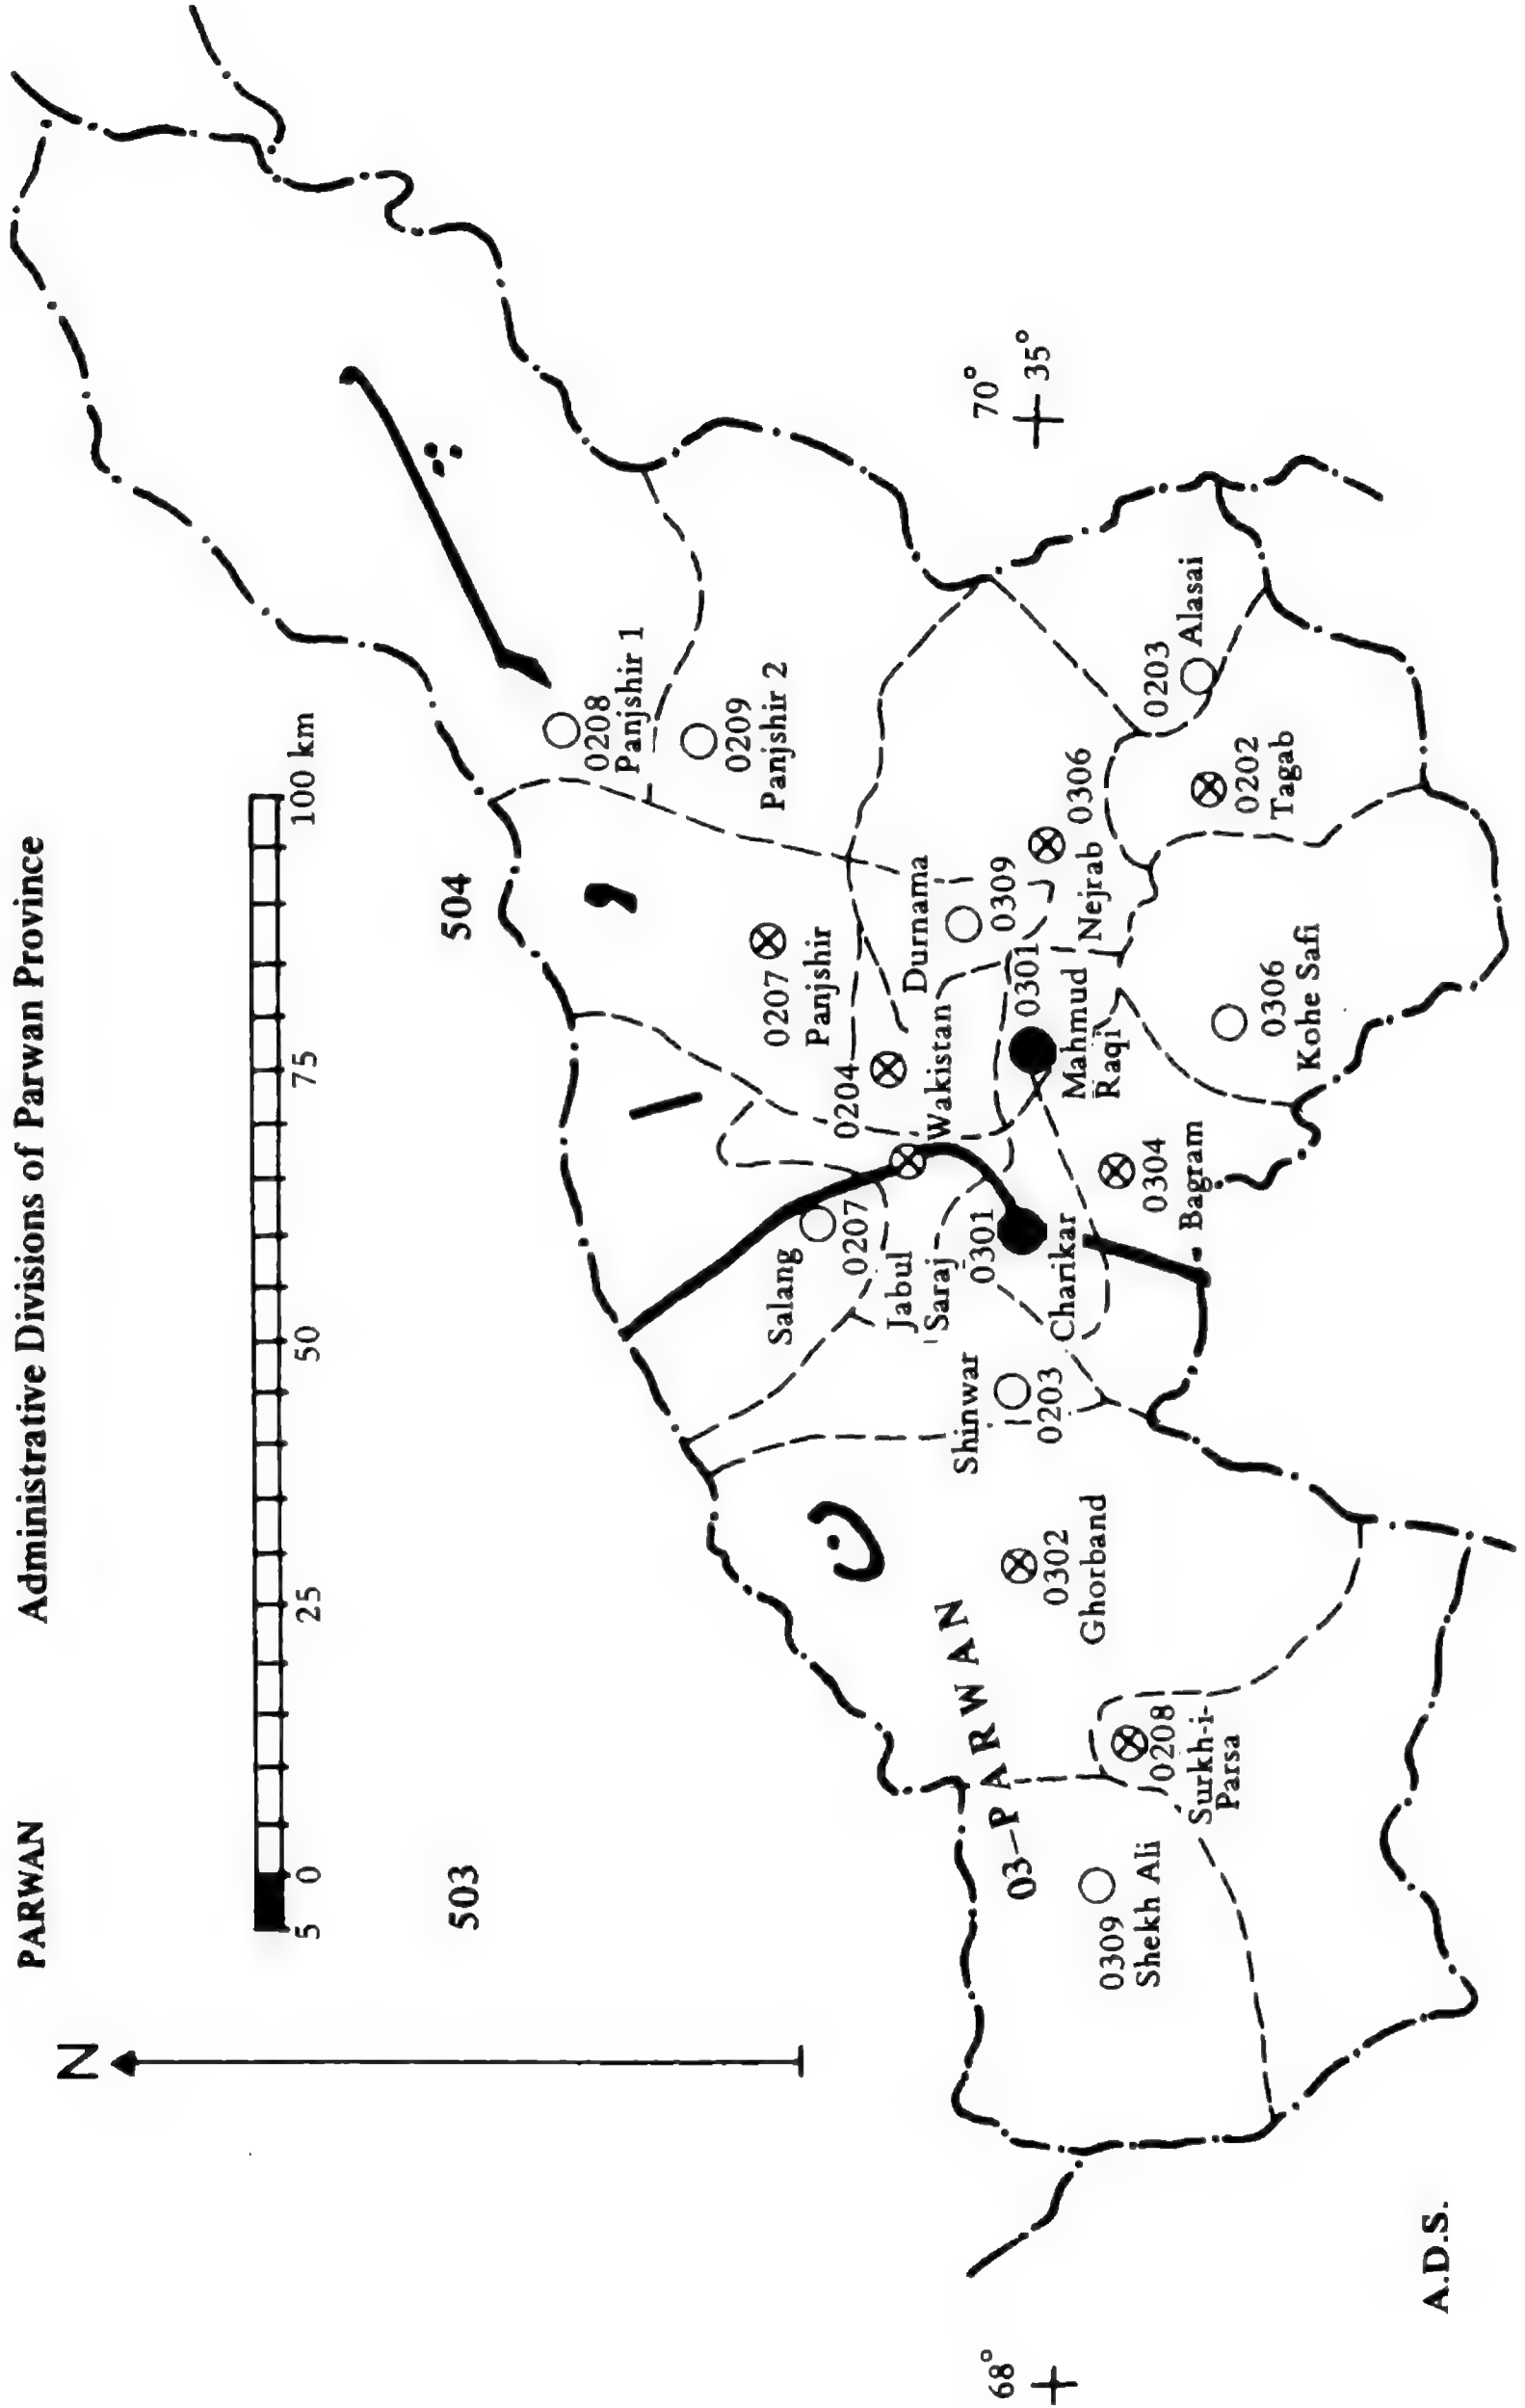 PARWAN
Administrative Divisions of Parwan Province
N
5
0
25
50
75
100 km
503
504
0208
Panjshir 1
0209
Panjshir 2
0207
Panjshir
Salang
0207
0204
Durnama
Wakistan
Jabul
Saraj
0309
0306
Nejrab
0301
Mahmud
Raqi
0301
Charikar
Shinwar
0203
0302
Ghorband
03-PARWAN
0309
Shekh Ali
0208
Surkh-i-
Parsa
0304
Bagram
0306
Kohe Safi
0202
Tagab
0203
Alasai
70°
35°
68°
A.D.S.